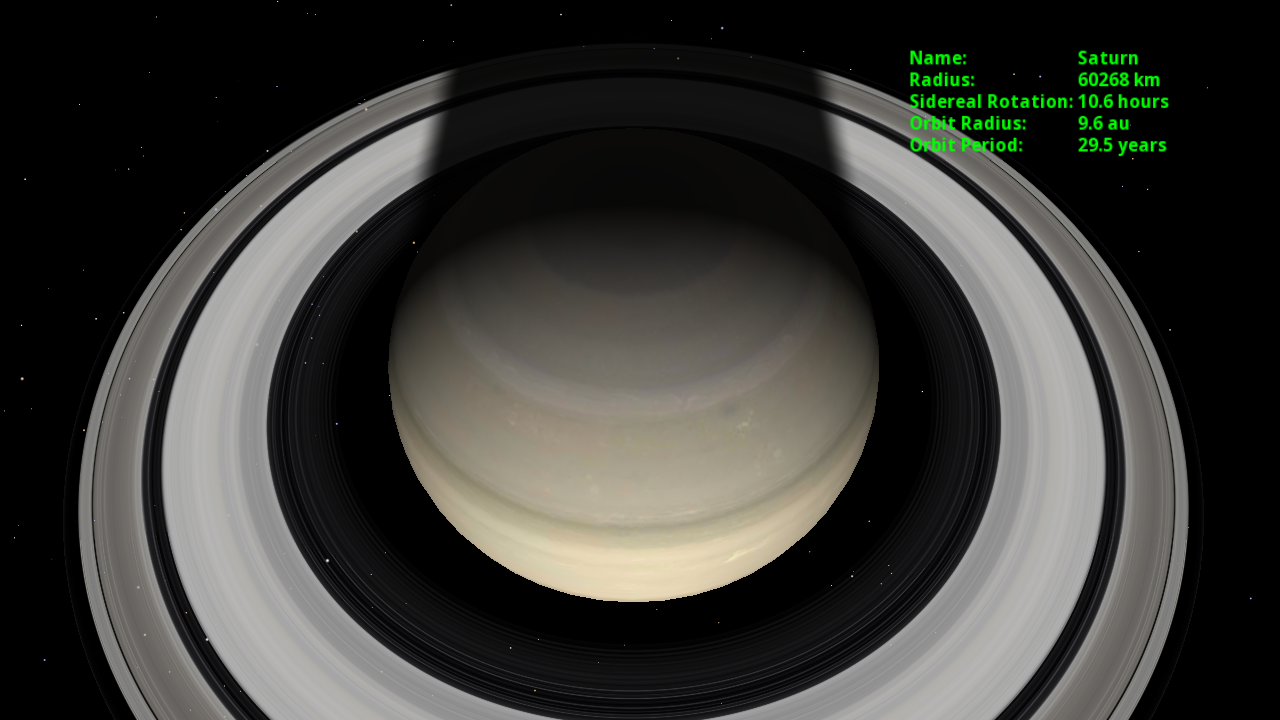 Name: Saturn
Radius: 60268 km
Sidereal Rotation: 10.6 hours
Orbit Radius: 9.6 au
Orbit Period: 29.5 years